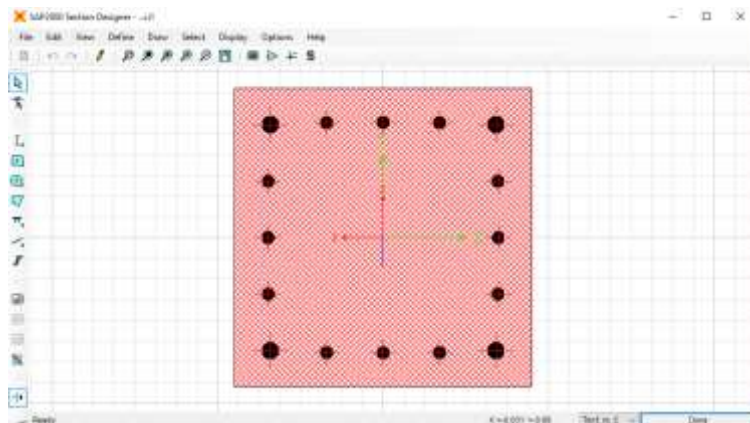 SAP2000 Section Designer -
File Edit View Define Draw Select Display Options Help
Ready
Done